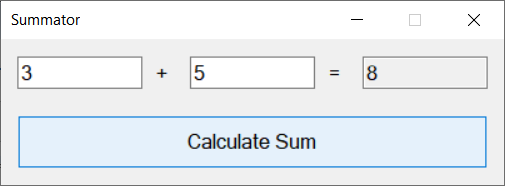 Summator
3 + 5 = 8
Calculate Sum